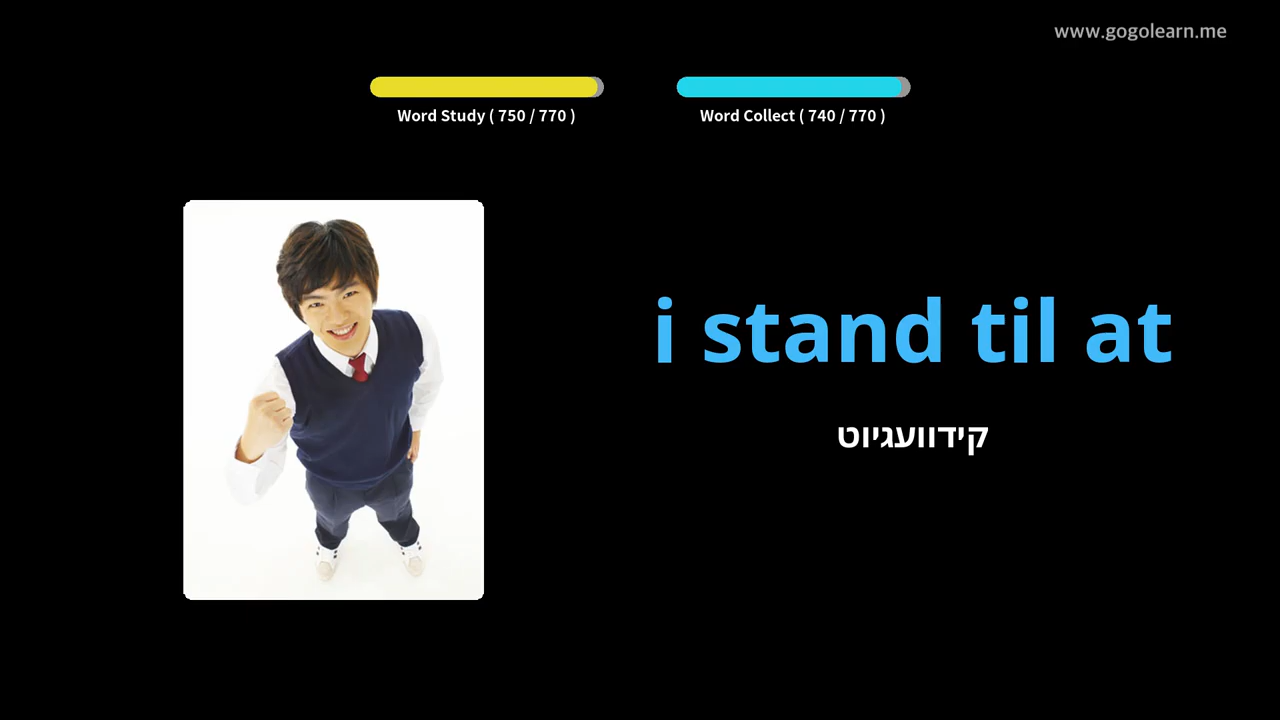 www.gogolearn.me
Word Study ( 750 / 770 )
Word Collect ( 740 / 770 )
i stand til at
קידוועגיוט